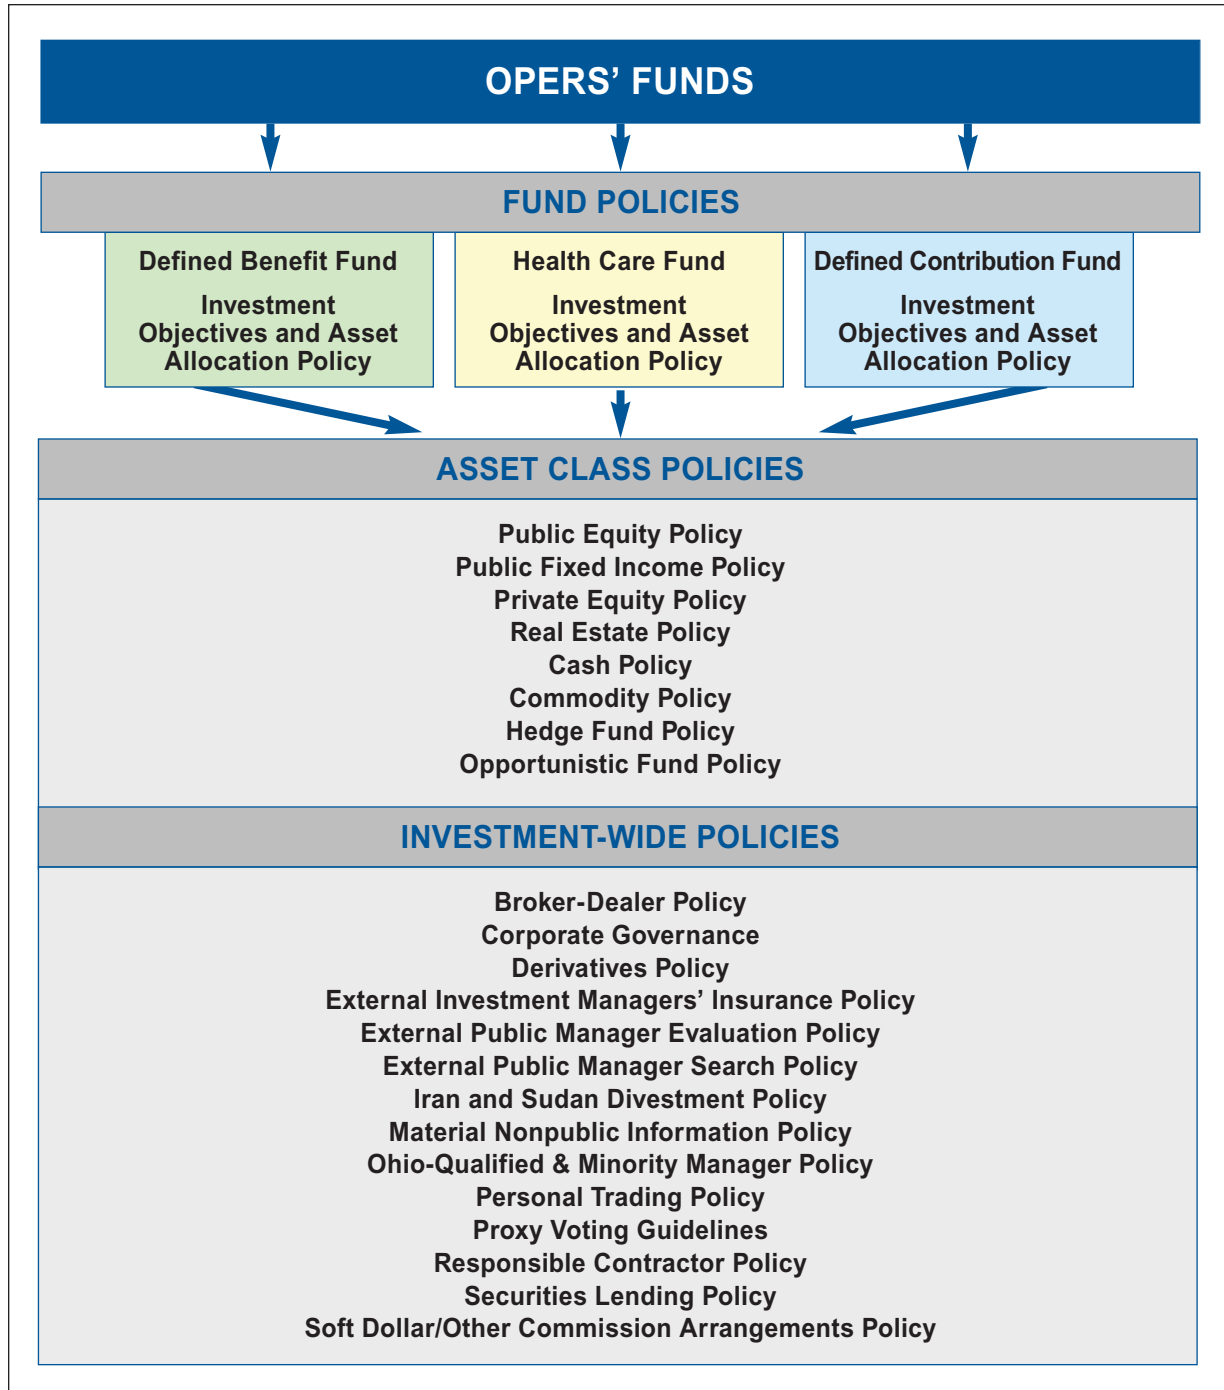 OPERS’ FUNDS
FUND POLICIES
Defined Benefit Fund
Investment
Objectives and Asset
Allocation Policy
Health Care Fund
Investment
Objectives and Asset
Allocation Policy
Defined Contribution Fund
Investment
Objectives and Asset
Allocation Policy
ASSET CLASS POLICIES
Public Equity Policy
Public Fixed Income Policy
Private Equity Policy
Real Estate Policy
Cash Policy
Commodity Policy
Hedge Fund Policy
Opportunistic Fund Policy
INVESTMENT-WIDE POLICIES
Broker-Dealer Policy
Corporate Governance
Derivatives Policy
External Investment Managers’ Insurance Policy
External Public Manager Evaluation Policy
External Public Manager Search Policy
Iran and Sudan Divestment Policy
Material Nonpublic Information Policy
Ohio-Qualified & Minority Manager Policy
Personal Trading Policy
Proxy Voting Guidelines
Responsible Contractor Policy
Securities Lending Policy
Soft Dollar/Other Commission Arrangements Policy